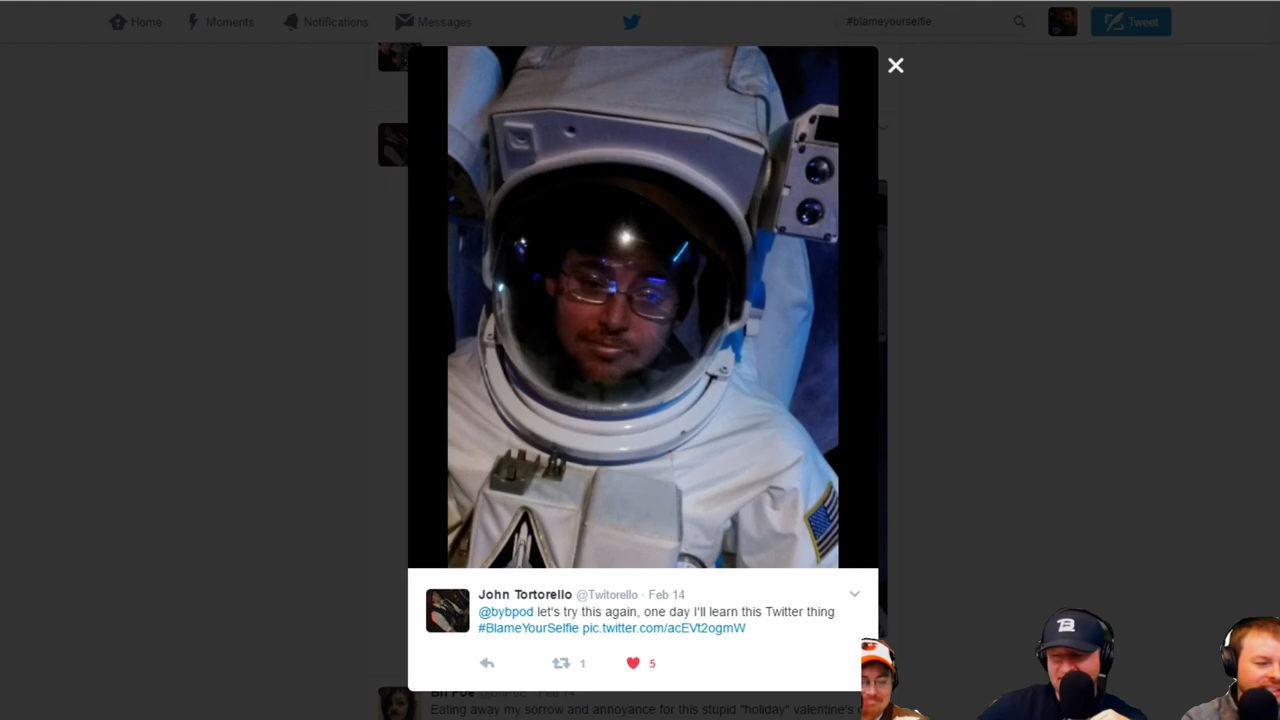 Home
Moments
Notifications
Messages
#blameyourselfie
Tweet
John Tortorello @Twitorello · Feb 14
@bybpod let's try this again, one day I'll learn this Twitter thing
#BlameYourSelfie pic.twitter.com/acEVt2ogmW
1
5
Feb 14
Eating away my sorrow and annoyance for this stupid "holiday" valentine's